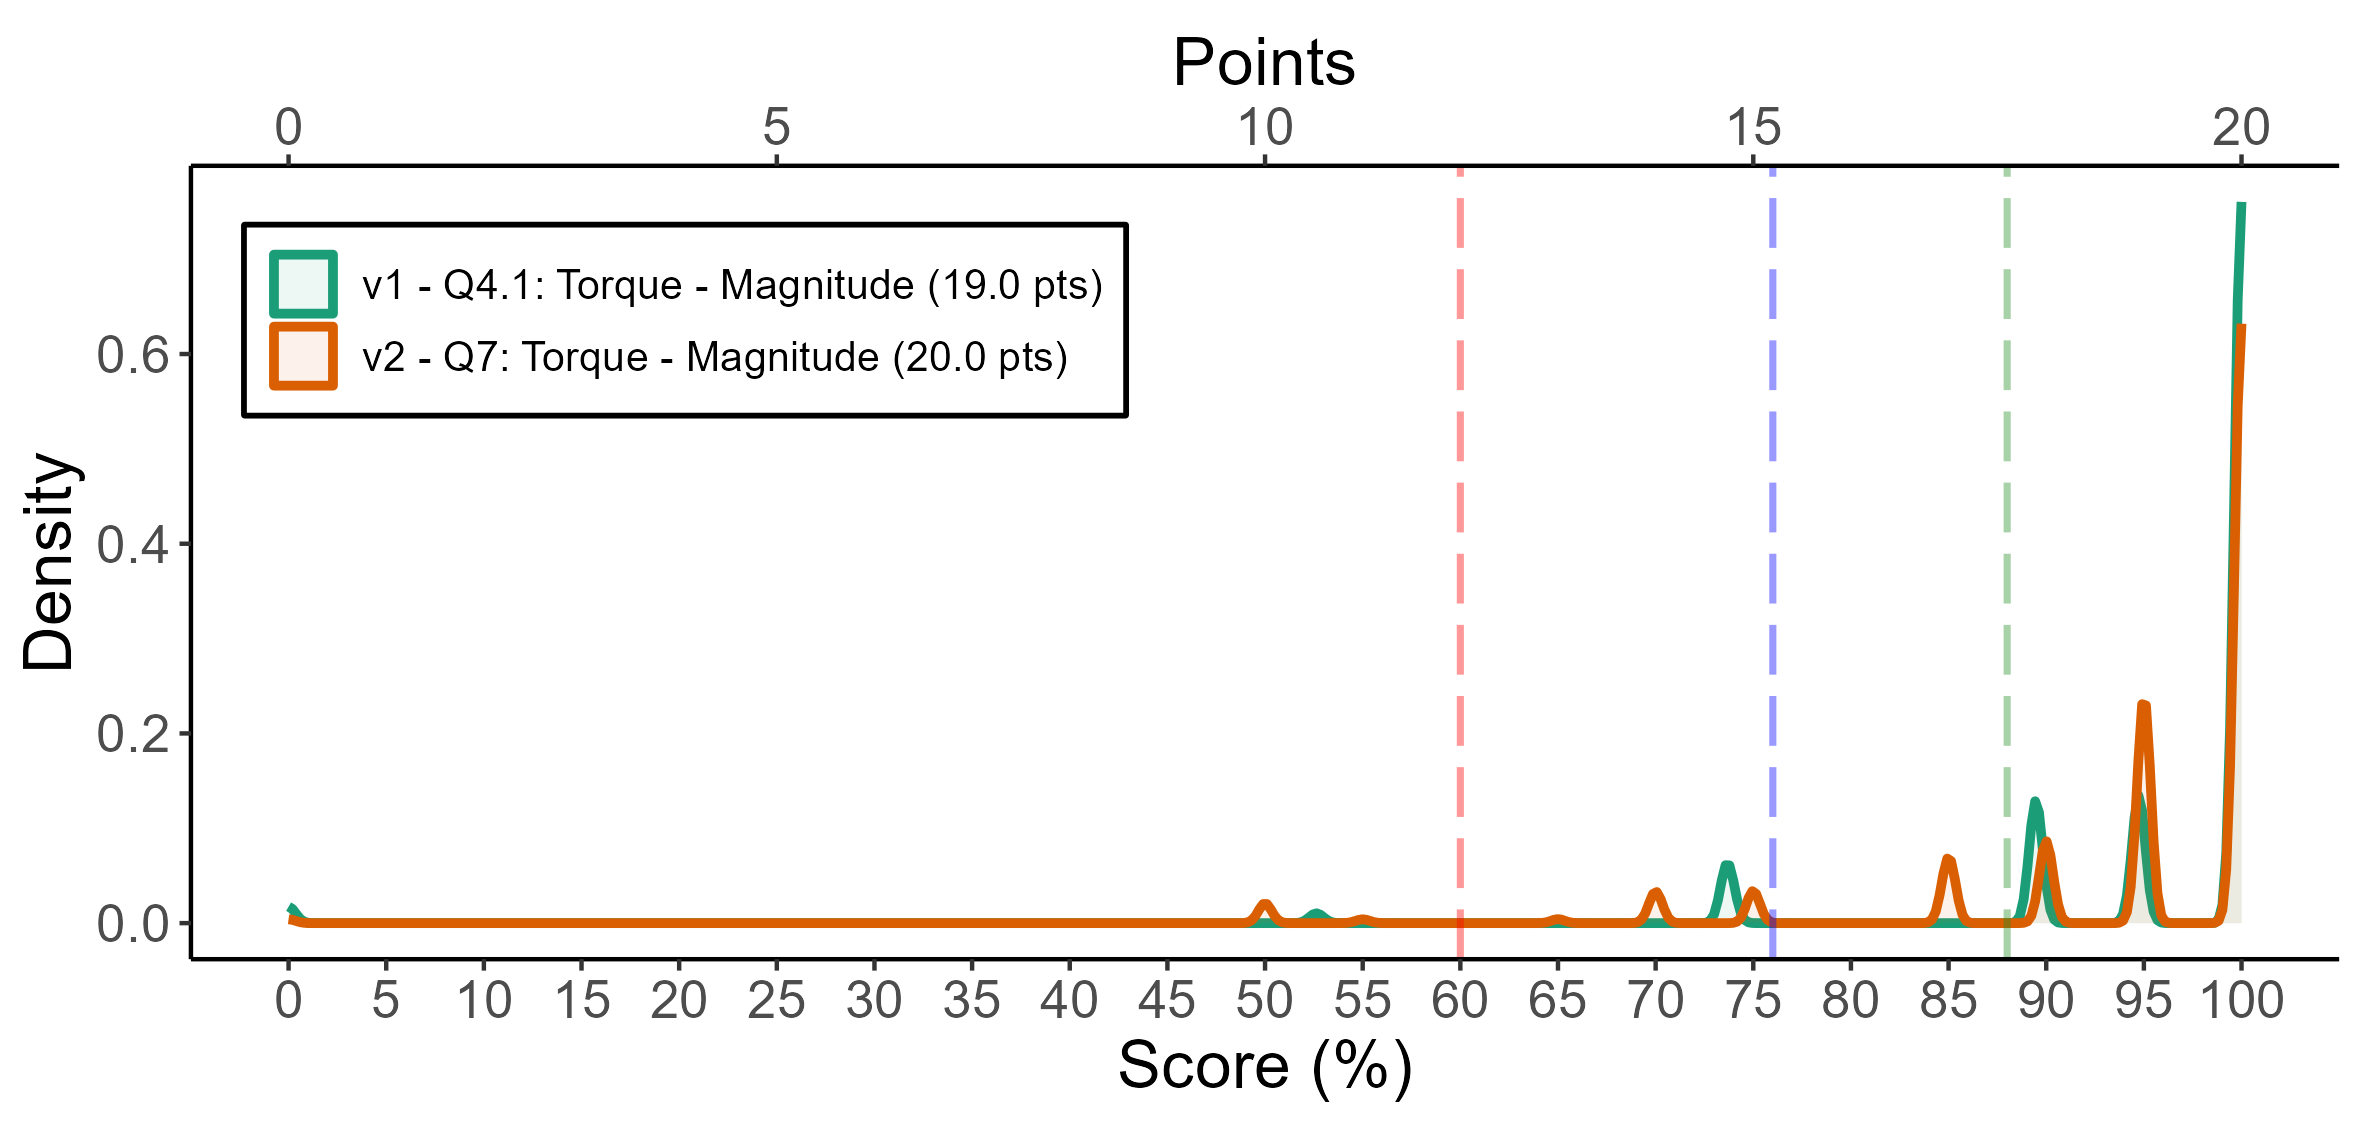 Points
0 5 10 15 20
v1 - Q4.1: Torque - Magnitude (19.0 pts)
v2 - Q7: Torque - Magnitude (20.0 pts)
Density
0.6
0.4
0.2
0.0
0 5 10 15 20 25 30 35 40 45 50 55 60 65 70 75 80 85 90 95 100
Score (%)